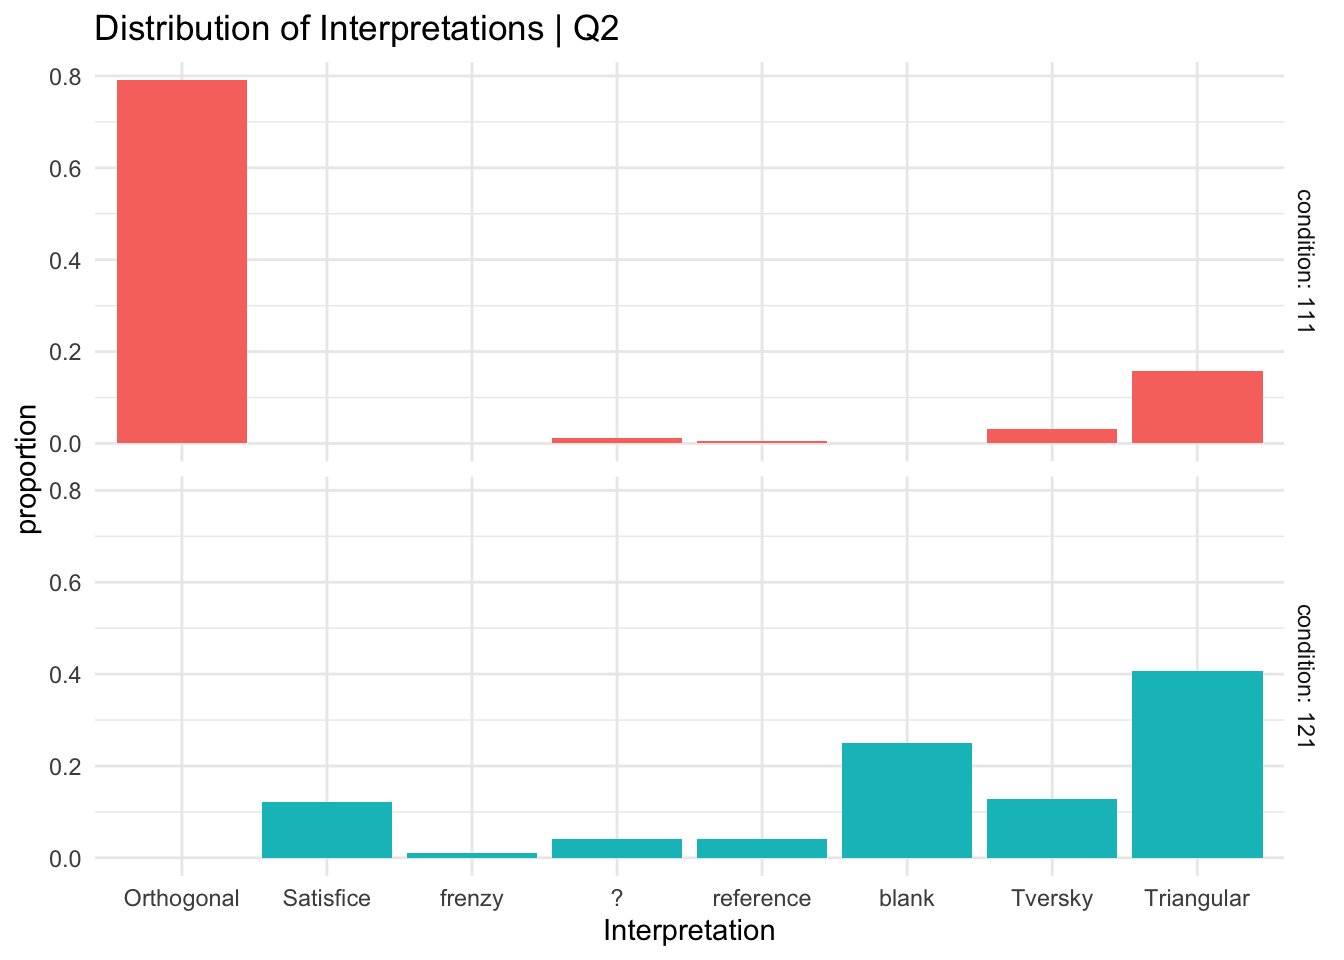 Distribution of Interpretations | Q2
0.8
0.6
0.4
0.2
0.0
condition: 111
proportion
0.8
0.6
0.4
0.2
0.0
condition: 121
Orthogonal Satisfice frenzy ? reference blank Tversky Triangular
Interpretation